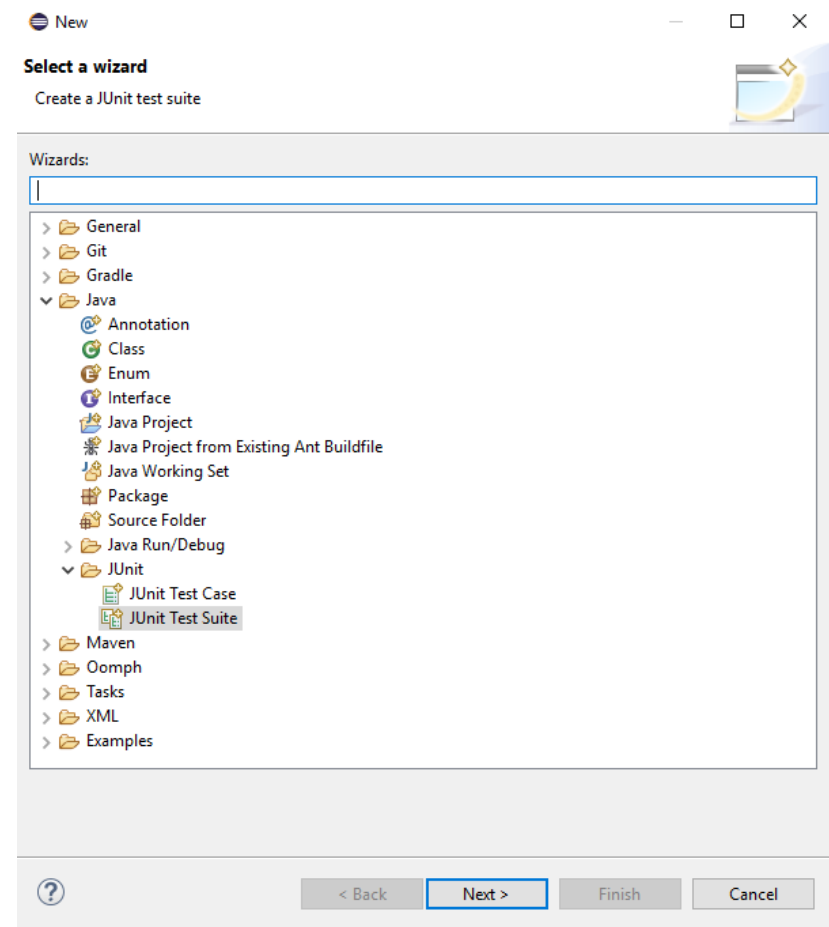 New
Select a wizard
Create a JUnit test suite
Wizards:
General
Git
Gradle
Java
Annotation
Class
Enum
Interface
Java Project
Java Project from Existing Ant Buildfile
Java Working Set
Package
Source Folder
Java Run/Debug
JUnit
JUnit Test Case
JUnit Test Suite
Maven
Oomph
Tasks
XML
Examples
? < Back Next > Finish Cancel